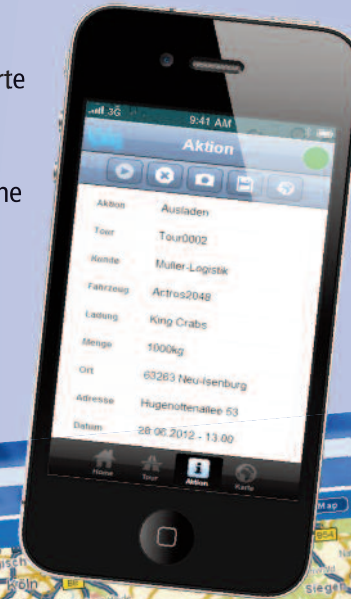 rte
ne
3G 9:41 AM
Aktion
Aktion Ausladen
Tour Tour0002
Kunde Muller-Logistik
Fahrzeug Actros2048
Ladung King Crabs
Menge 1000kg
Ort 63263 Neu-Isenburg
Adresse Hugenottenallee 53
Datum 28.06.2012 - 13.00
Home Tour Aktion Karte
Map
Köln
Siegen